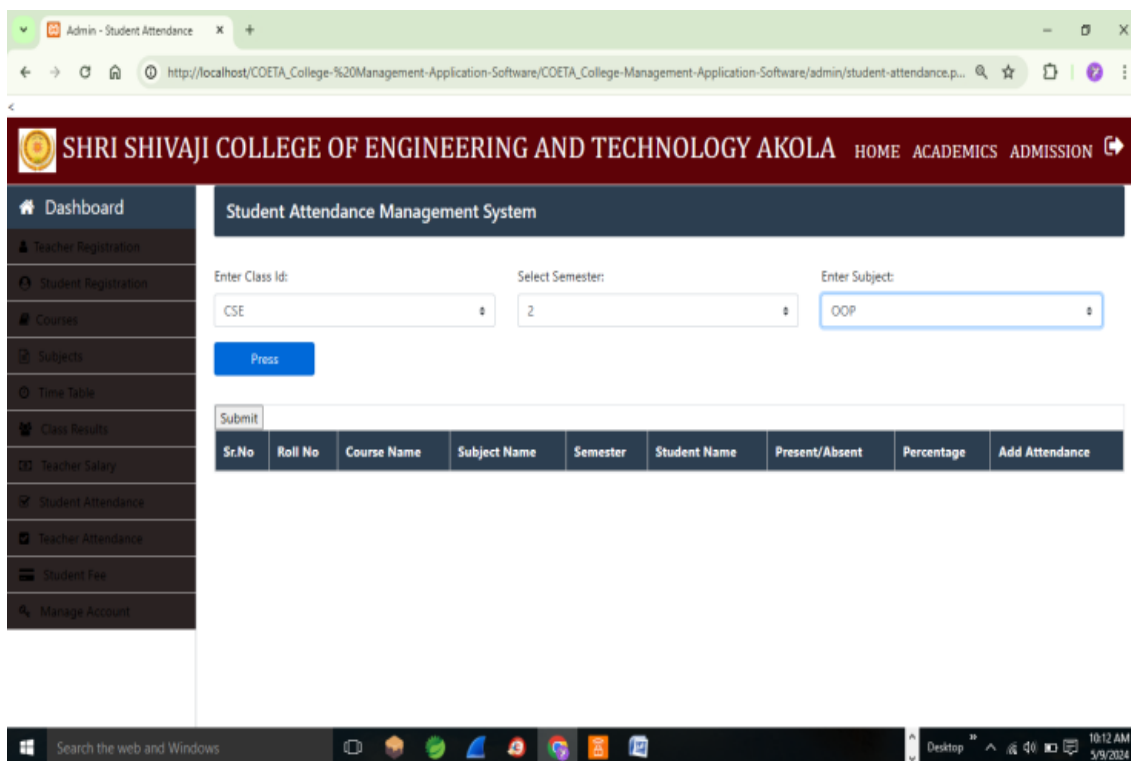 Admin - Student Attendance
http://localhost/COETA_College-%20Management-Application-Software/COETA_College-Management-Application-Software/admin/student-attendance.p...
<
SHRI SHIVAJI COLLEGE OF ENGINEERING AND TECHNOLOGY AKOLA HOME ACADEMICS ADMISSION
Dashboard
Teacher Registration
Student Registration
Courses
Subjects
Time Table
Class Results
Teacher Salary
Student Attendance
Teacher Attendance
Student Fee
Manage Account
Student Attendance Management System
Enter Class Id: Select Semester: Enter Subject:
CSE 2 OOP
Press
Submit
Sr.No Roll No Course Name Subject Name Semester Student Name Present/Absent Percentage Add Attendance
Search the web and Windows
Desktop
10:12 AM
5/9/2024